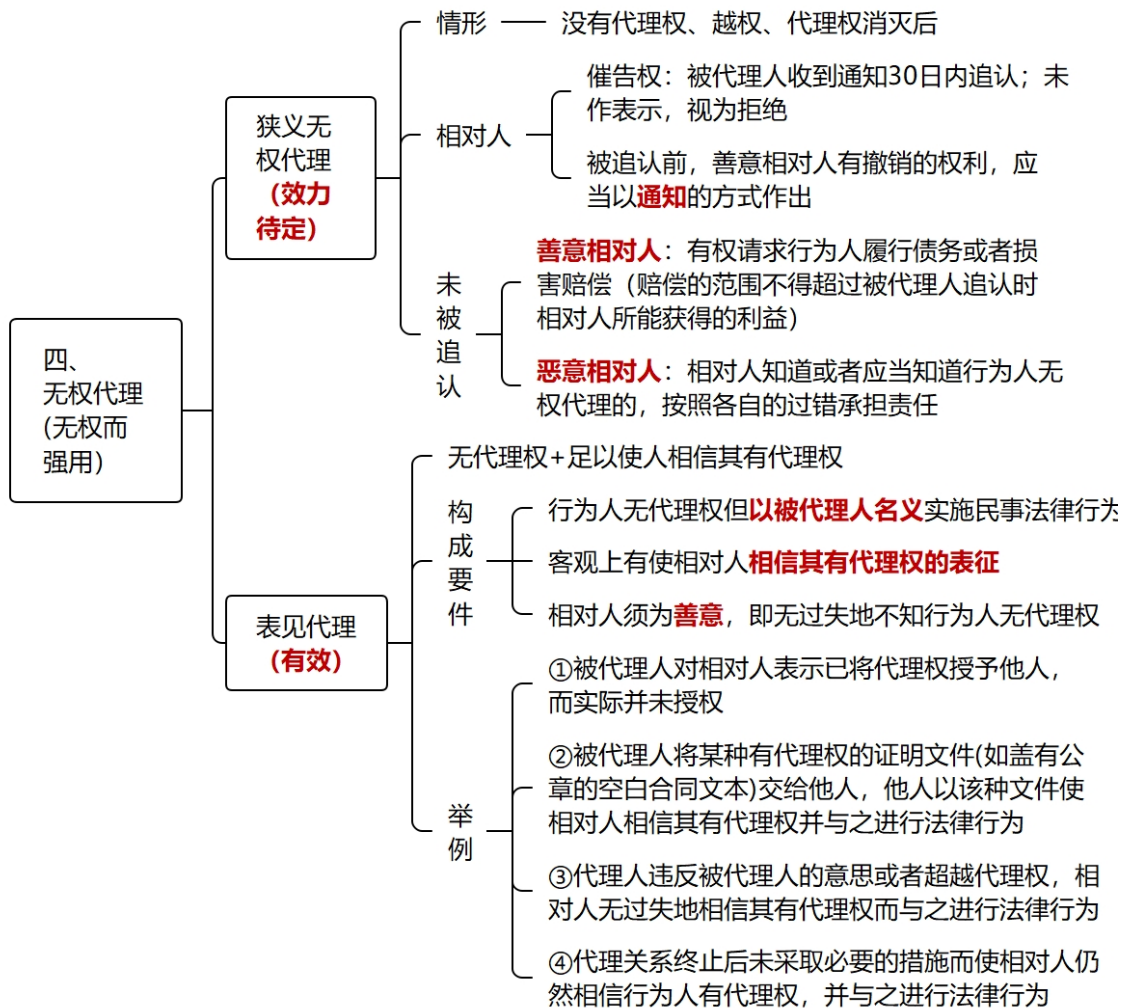 四、
无权代理
(无权而
强用）
狭义无
权代理
（效力
待定）
情形
没有代理权、越权、代理权消灭后
相对人
催告权：被代理人收到通知30日内追认；未
作表示，视为拒绝
被追认前，善意相对人有撤销的权利，应
当以通知的方式作出
未
被
追
认
善意相对人：有权请求行为人履行债务或者损
害赔偿（赔偿的范围不得超过被代理人追认时
相对人所能获得的利益）
恶意相对人：相对人知道或者应当知道行为人无
权代理的，按照各自的过错承担责任
表见代理
（有效）
无代理权+足以使人相信其有代理权
构
成
要
件
行为人无代理权但以被代理人名义实施民事法律行为
客观上有使相对人相信其有代理权的表征
相对人须为善意，即无过失地不知行为人无代理权
举
例
①被代理人对相对人表示已将代理权授予他人，
而实际并未授权
②被代理人将某种有代理权的证明文件(如盖有公
章的空白合同文本)交给他人，他人以该种文件使
相对人相信其有代理权并与之进行法律行为
③代理人违反被代理人的意思或者超越代理权，相
对人无过失地相信其有代理权而与之进行法律行为
④代理关系终止后未采取必要的措施而使相对人仍
然相信行为人有代理权，并与之进行法律行为